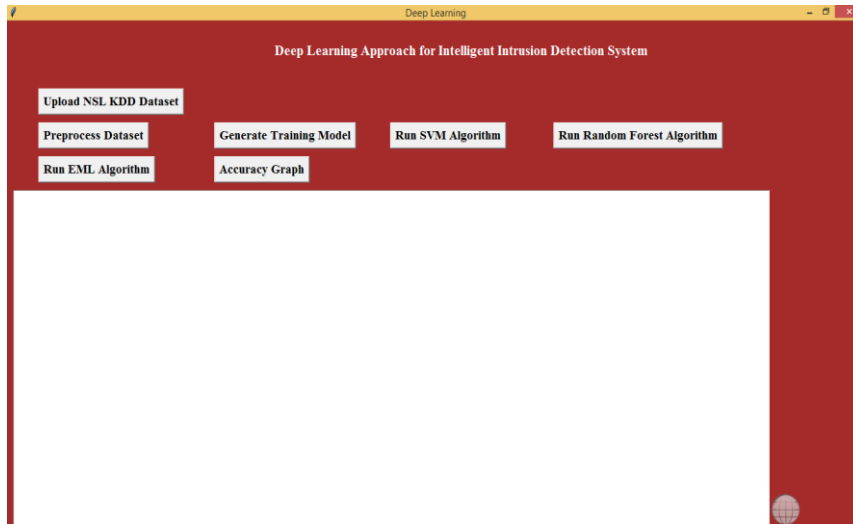 Deep Learning
Deep Learning Approach for Intelligent Intrusion Detection System
Upload NSL KDD Dataset
Preprocess Dataset Generate Training Model Run SVM Algorithm Run Random Forest Algorithm
Run EML Algorithm Accuracy Graph